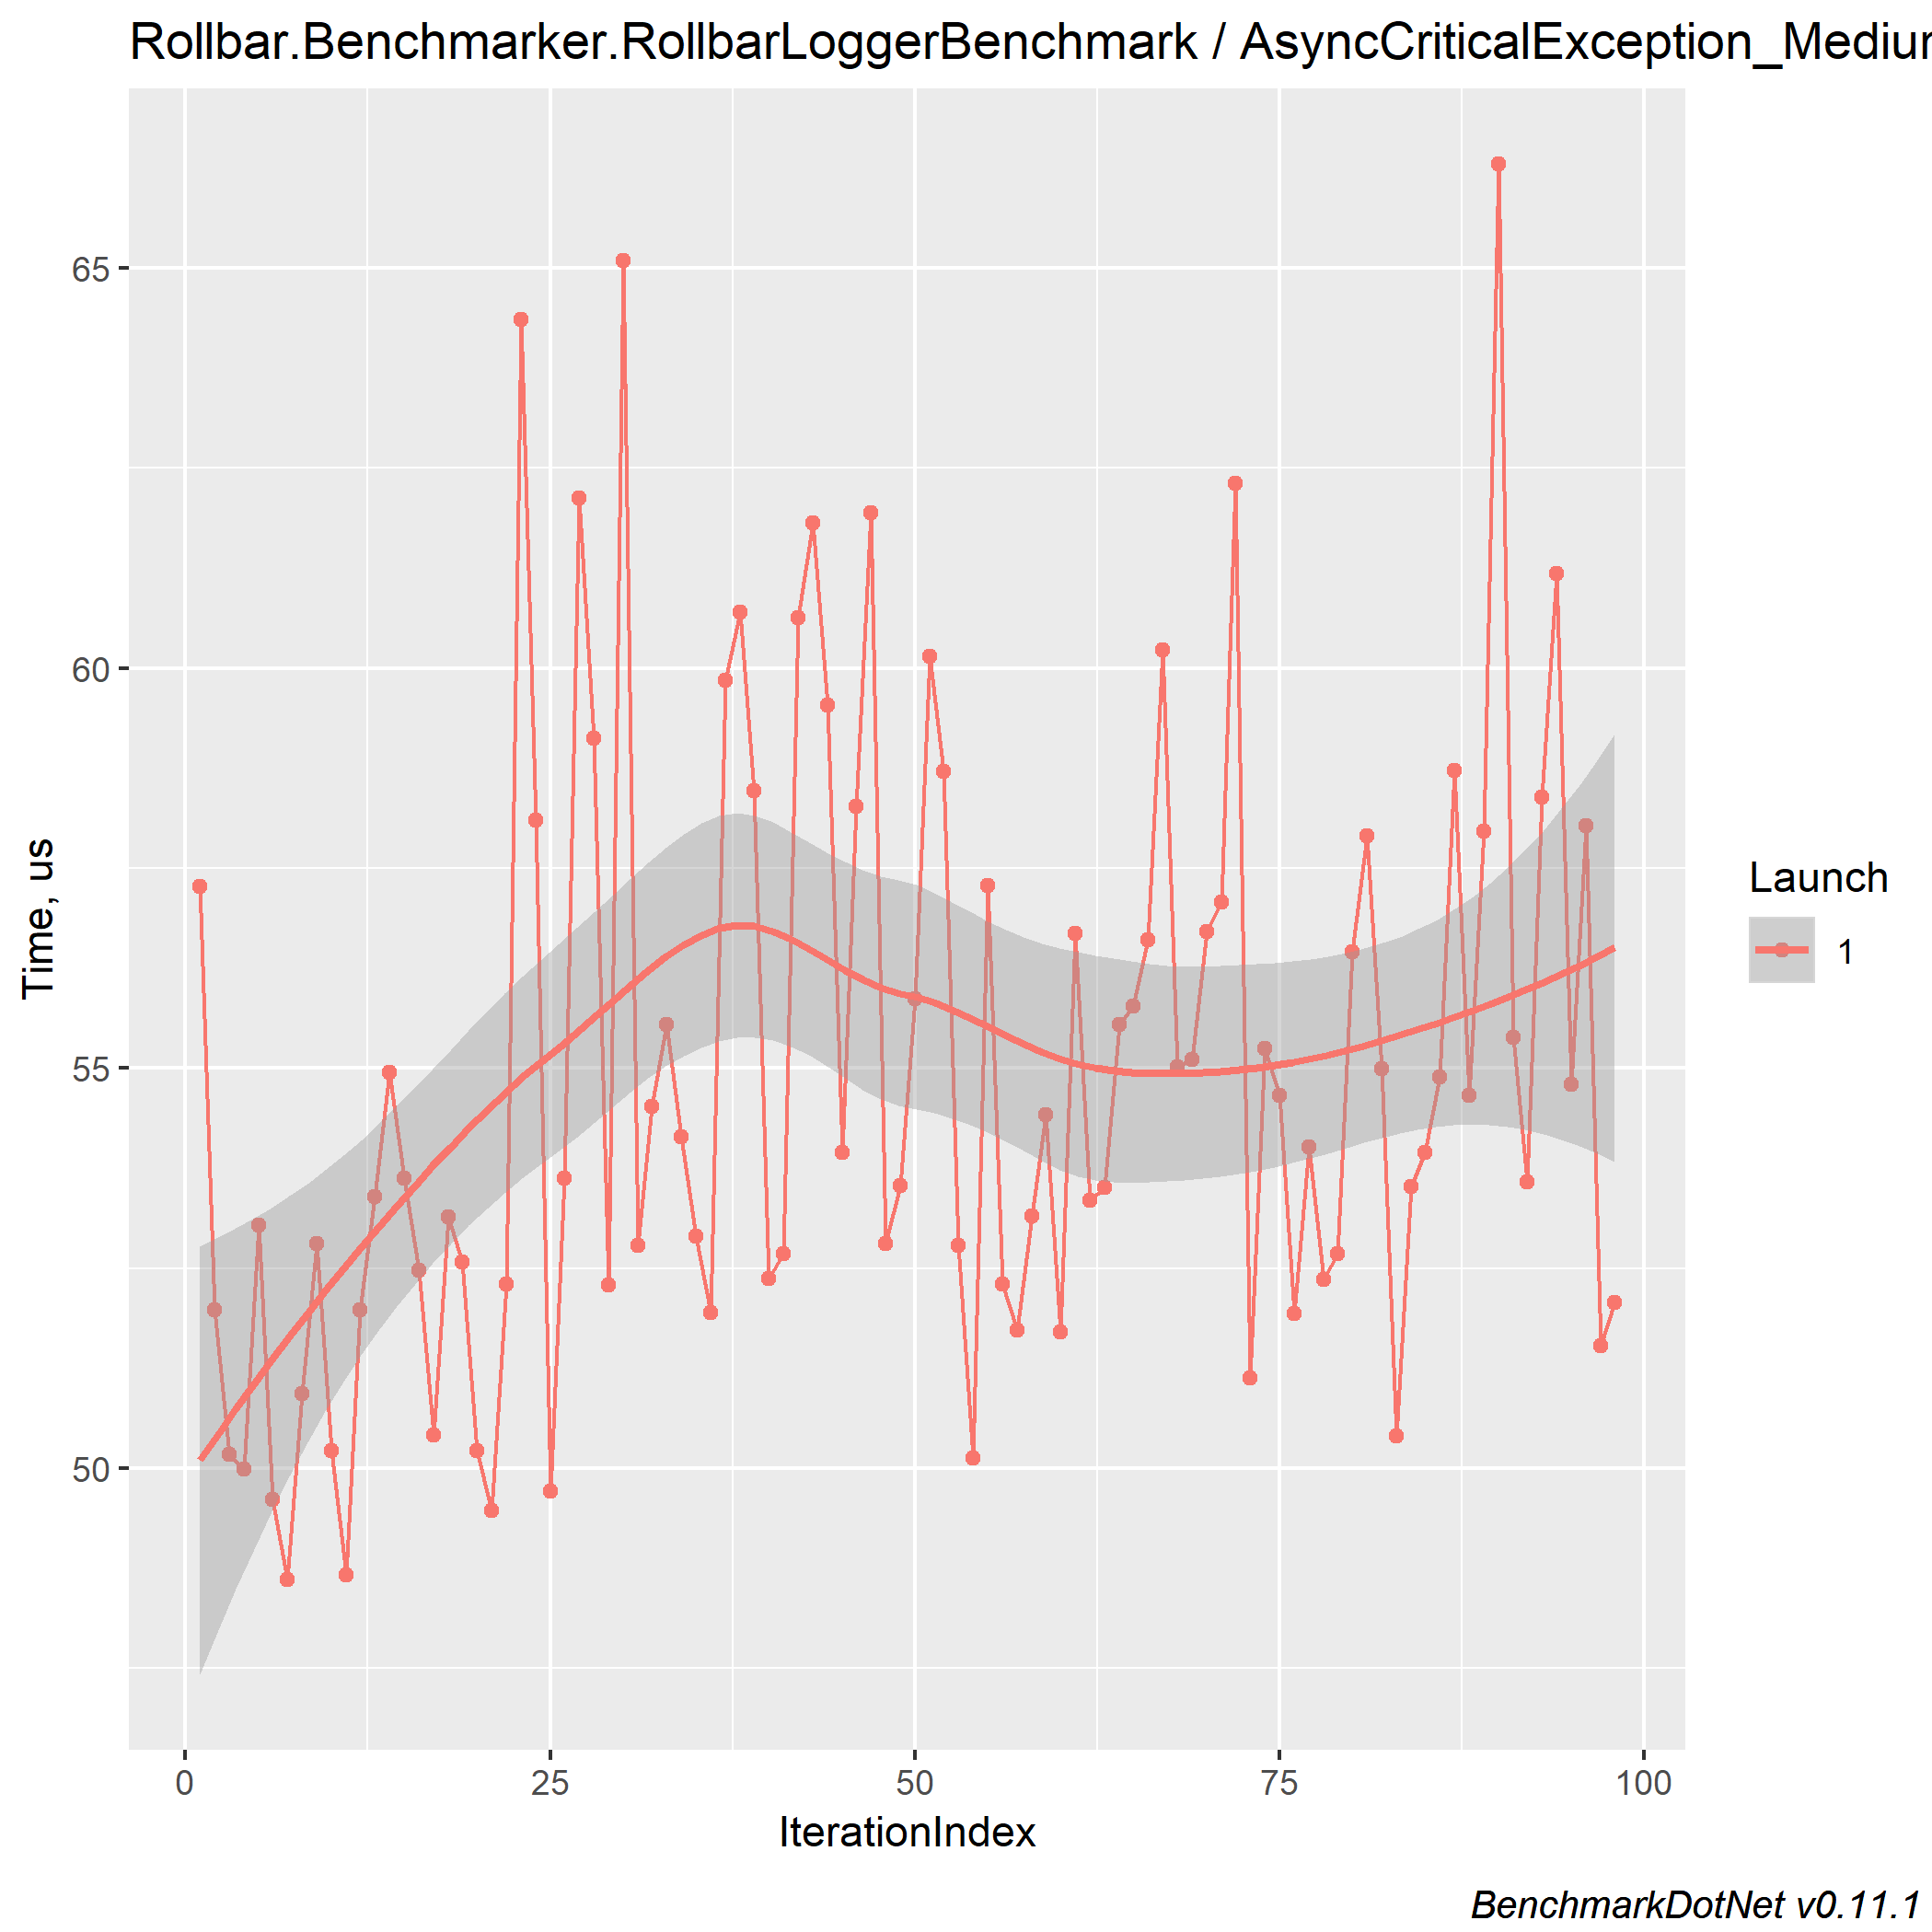 Rollbar.Benchmarker.RollbarLoggerBenchmark / AsyncCriticalException_Mediu
65
60
55
50
Time, us
0 25 50 75 100
IterationIndex
Launch
1
BenchmarkDotNet v0.11.1